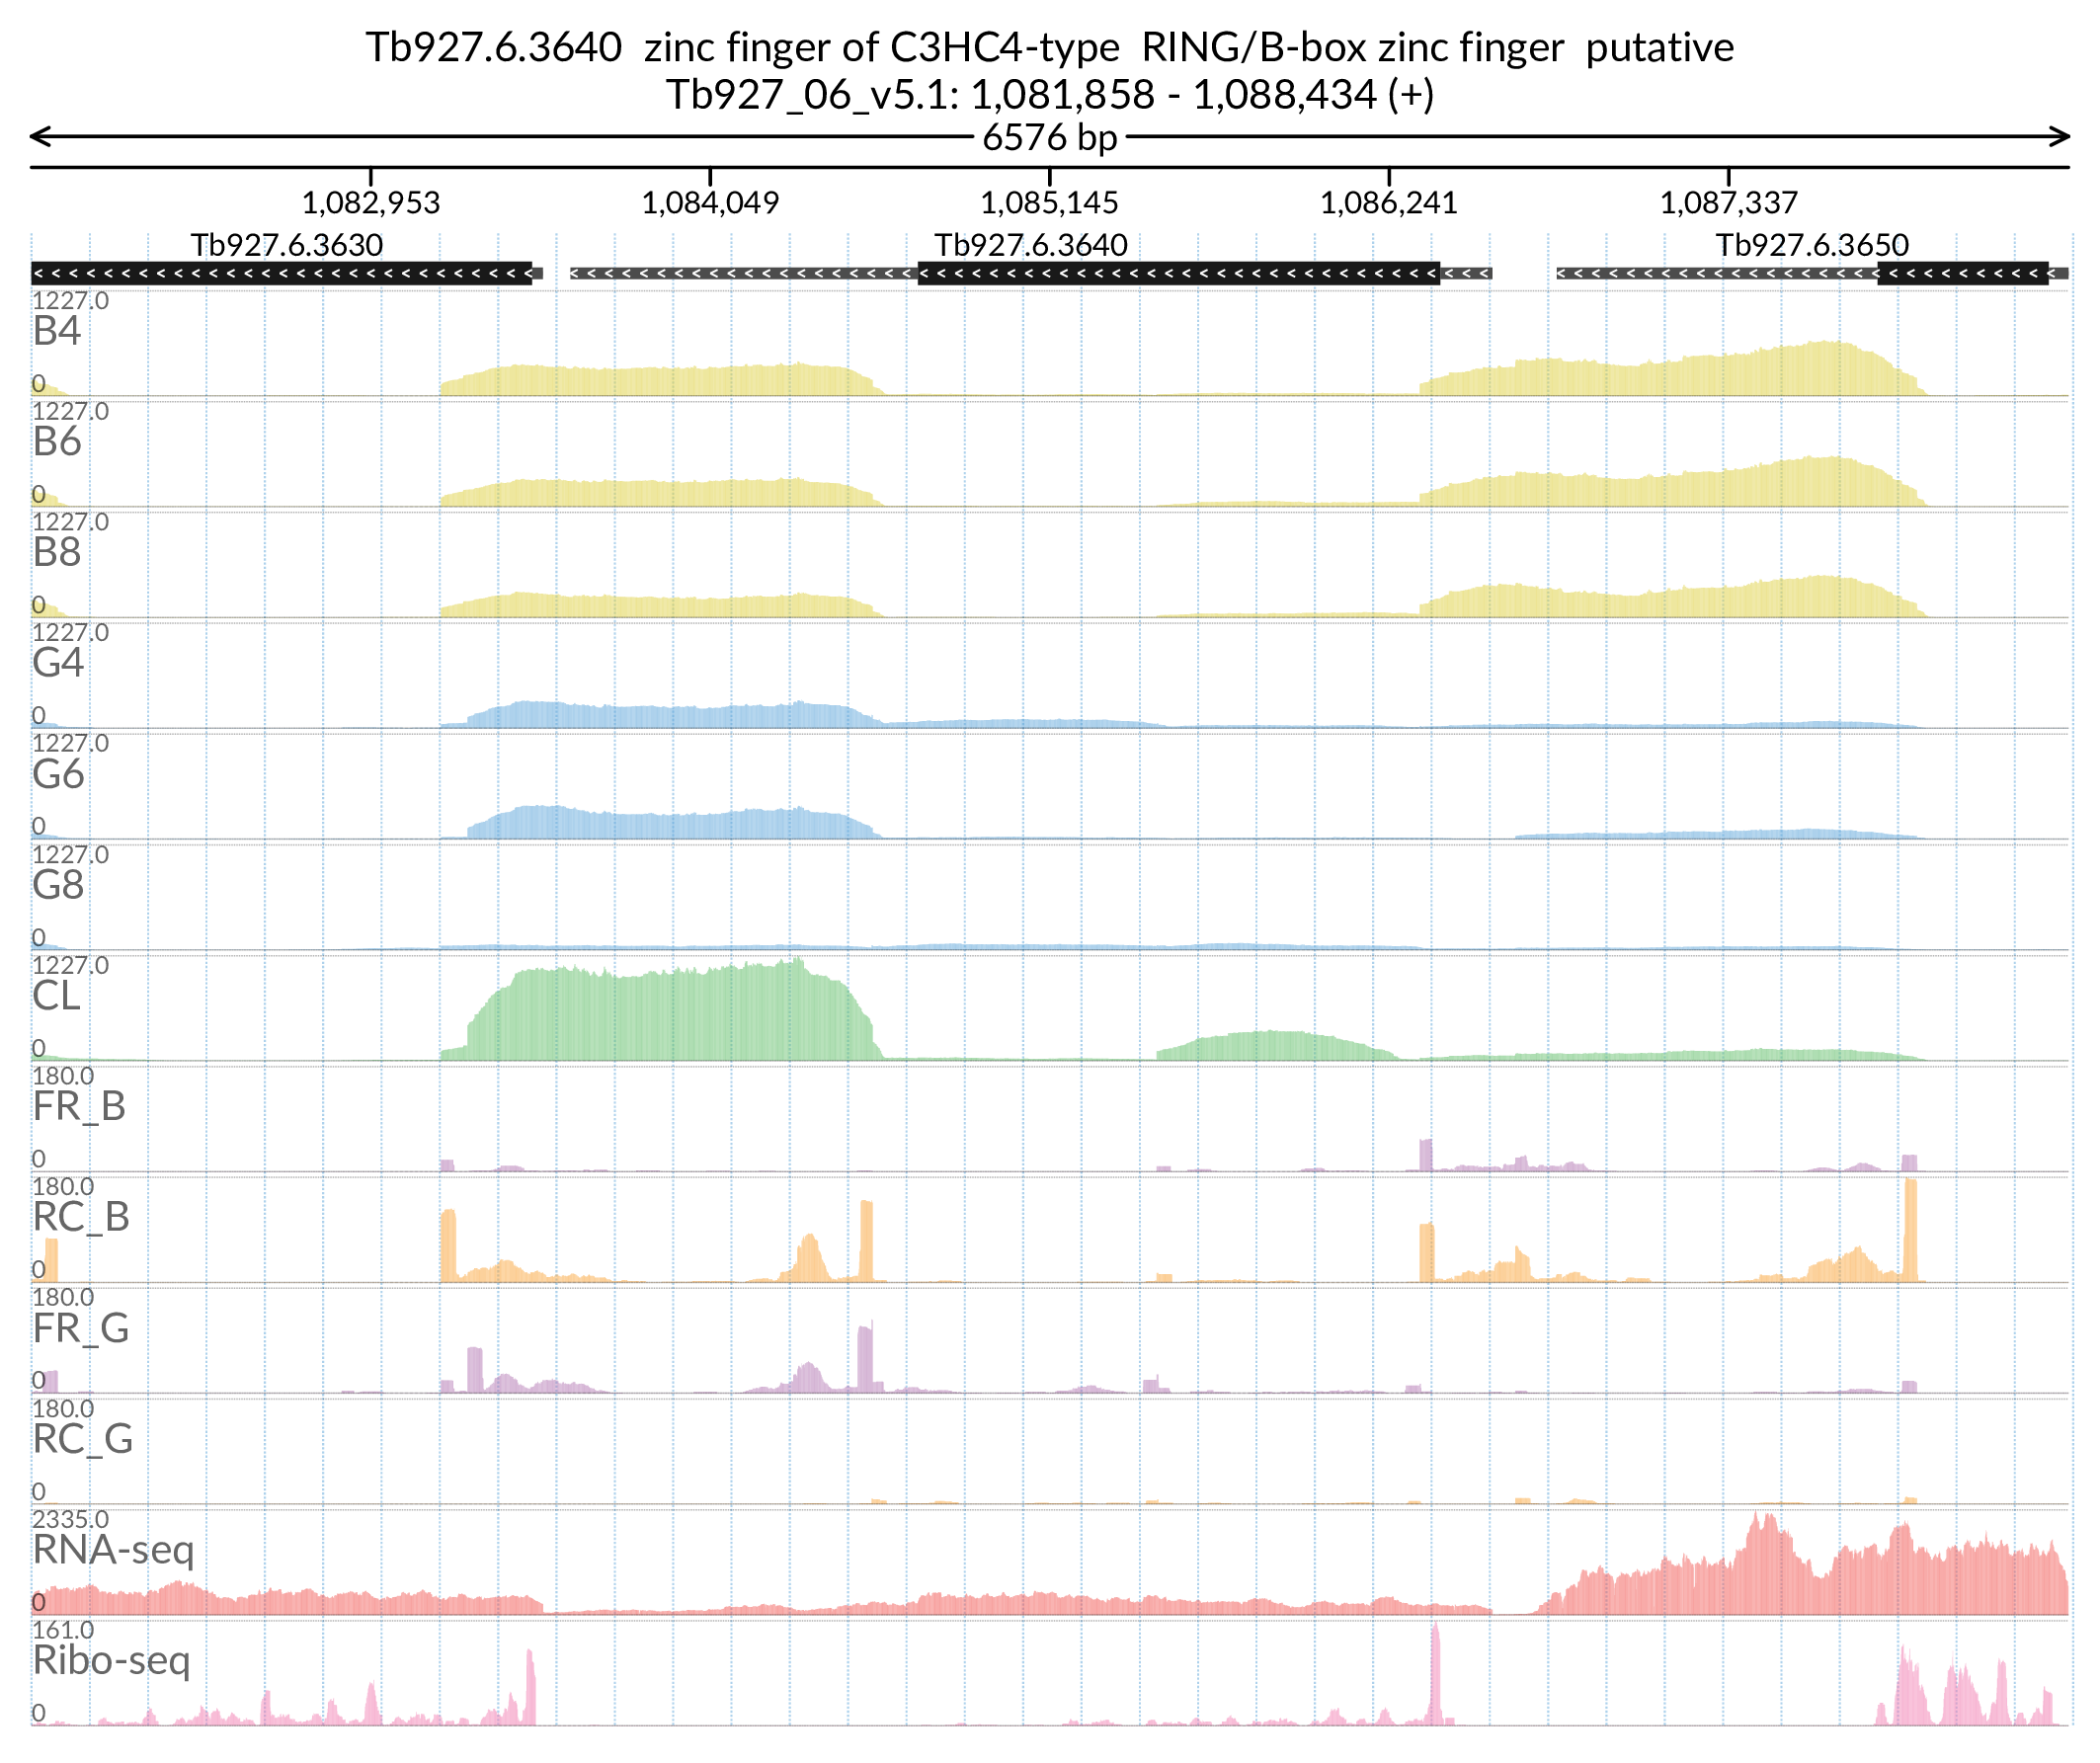 Tb927.6.3640  zinc finger of C3HC4-type  RING/B-box zinc finger  putative
Tb927_06_v5.1: 1,081,858 - 1,088,434 (+)
6576 bp
1,082,953 1,084,049 1,085,145 1,086,241 1,087,337
Tb927.6.3630 Tb927.6.3640 Tb927.6.3650
1227.0
B4
0
1227.0
B6
0
1227.0
B8
0
1227.0
G4
0
1227.0
G6
0
1227.0
G8
0
1227.0
CL
0
180.0
FR_B
0
180.0
RC_B
0
180.0
FR_G
0
180.0
RC_G
0
2335.0
RNA-seq
0
161.0
Ribo-seq
0